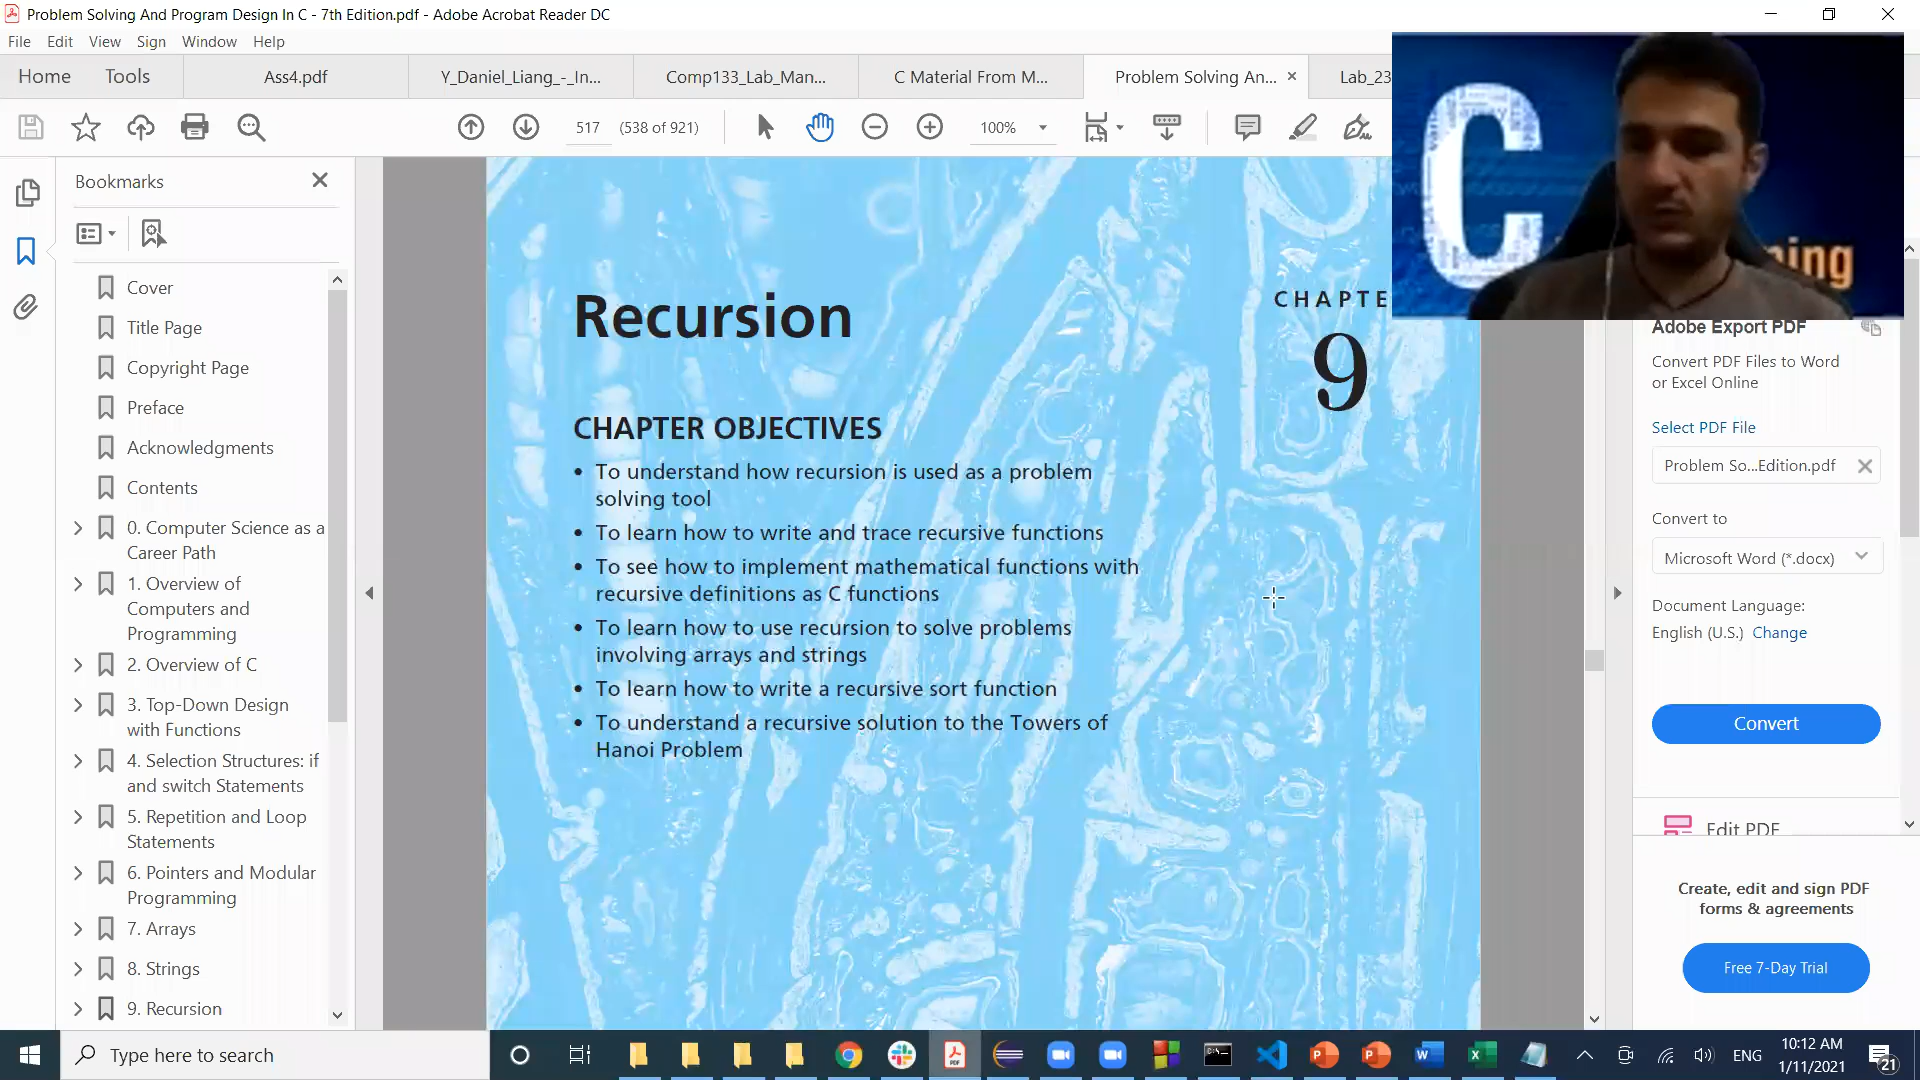 Problem Solving And Program Design In C - 7th Edition.pdf - Adobe Acrobat Reader DC
File Edit View Sign Window Help
Home Tools Ass4.pdf Y_Daniel_Liang_-_In... Comp133_Lab_Man... C Material From M... Problem Solving An... Lab_23
517 (538 of 921) 100%
Bookmarks
Cover
Title Page
Copyright Page
Preface
Acknowledgments
Contents
0. Computer Science as a
Career Path
1. Overview of
Computers and
Programming
2. Overview of C
3. Top-Down Design
with Functions
4. Selection Structures: if
and switch Statements
5. Repetition and Loop
Statements
6. Pointers and Modular
Programming
7. Arrays
8. Strings
9. Recursion
CHAPTE
9
Recursion
CHAPTER OBJECTIVES
• To understand how recursion is used as a problem
solving tool
• To learn how to write and trace recursive functions
• To see how to implement mathematical functions with
recursive definitions as C functions
• To learn how to use recursion to solve problems
involving arrays and strings
• To learn how to write a recursive sort function
• To understand a recursive solution to the Towers of
Hanoi Problem
C
ing
Adobe Export PDF
Convert PDF Files to Word
or Excel Online
Select PDF File
Problem So...Edition.pdf
Convert to
Microsoft Word (*.docx)
Document Language:
English (U.S.) Change
Convert
Edit PDF
Create, edit and sign PDF
forms & agreements
Free 7-Day Trial
Type here to search
ENG
10:12 AM
1/11/2021
21